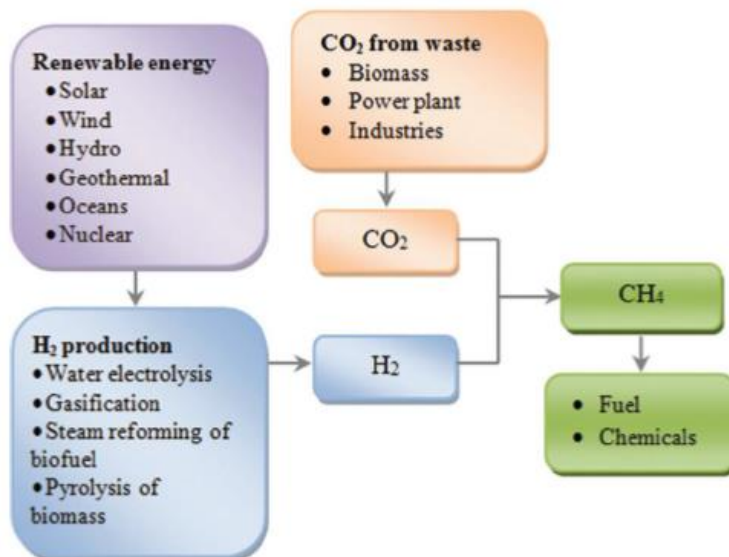 Renewable energy
• Solar
• Wind
• Hydro
• Geothermal
• Oceans
• Nuclear
CO₂ from waste
• Biomass
• Power plant
• Industries
CO₂
H₂ production
• Water electrolysis
• Gasification
• Steam reforming of
biofuel
• Pyrolysis of
biomass
H₂
CH₄
• Fuel
• Chemicals